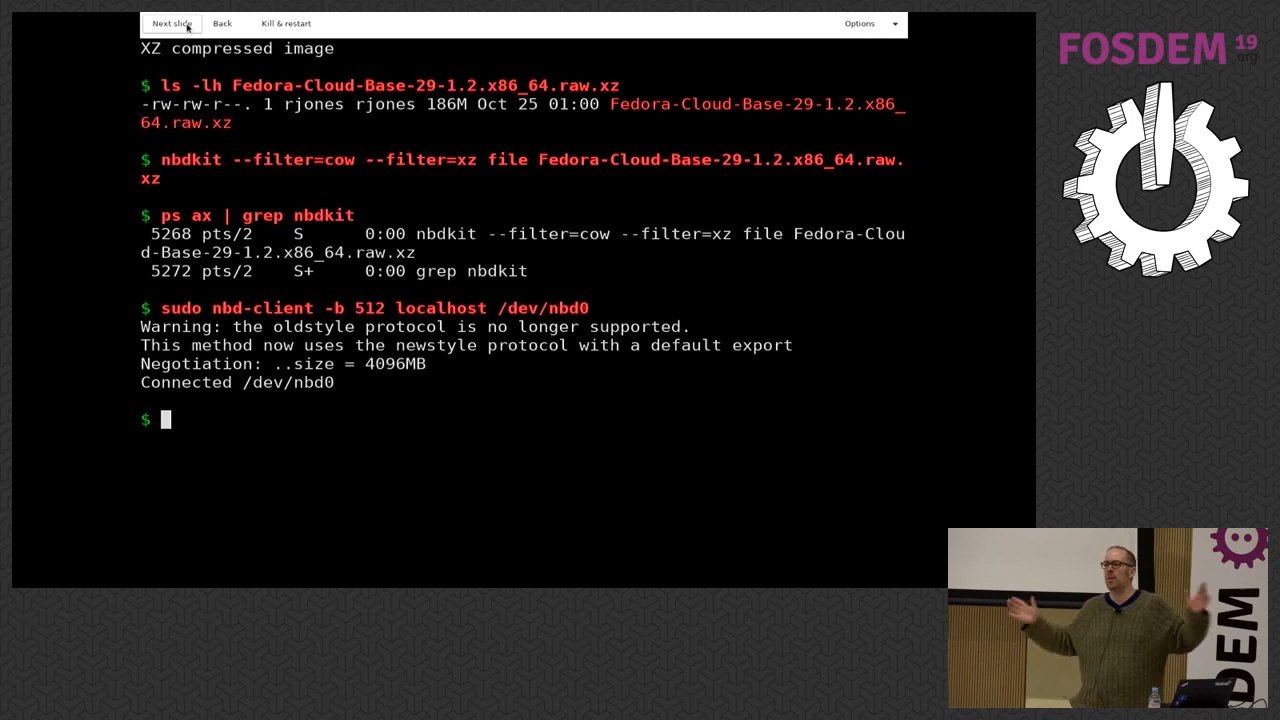 Next slide Back Kill & restart Options
XZ compressed image
$ ls -lh Fedora-Cloud-Base-29-1.2.x86_64.raw.xz
-rw-rw-r--. 1 rjones rjones 186M Oct 25 01:00 Fedora-Cloud-Base-29-1.2.x86_
64.raw.xz
$ nbdkit --filter=cow --filter=xz file Fedora-Cloud-Base-29-1.2.x86_64.raw.
xz
$ ps ax | grep nbdkit
5268 pts/2 S 0:00 nbdkit --filter=cow --filter=xz file Fedora-Clou
d-Base-29-1.2.x86_64.raw.xz
5272 pts/2 S+ 0:00 grep nbdkit
$ sudo nbd-client -b 512 localhost /dev/nbd0
Warning: the oldstyle protocol is no longer supported.
This method now uses the newstyle protocol with a default export
Negotiation: ..size = 4096MB
Connected /dev/nbd0
$
FOSDEM 19
.org
DEM